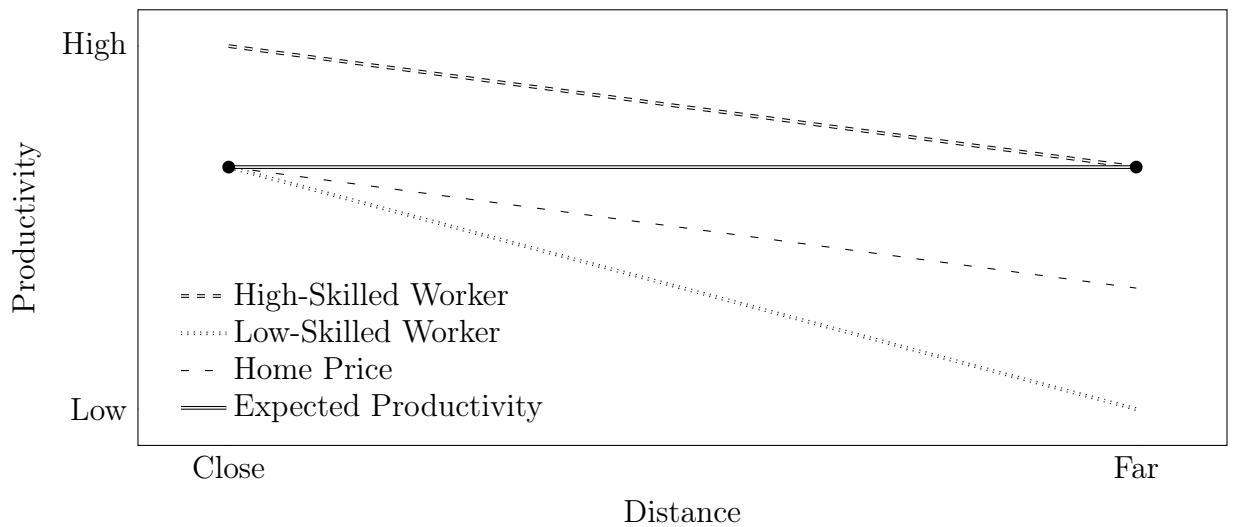 High
Productivity
High-Skilled Worker
Low-Skilled Worker
Home Price
Expected Productivity
Low
Close
Far
Distance